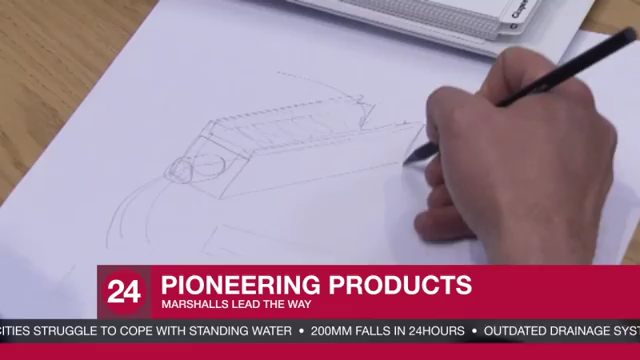 24
PIONEERING PRODUCTS
MARSHALLS LEAD THE WAY
CITIES STRUGGLE TO COPE WITH STANDING WATER • 200MM FALLS IN 24HOURS • OUTDATED DRAINAGE SYS